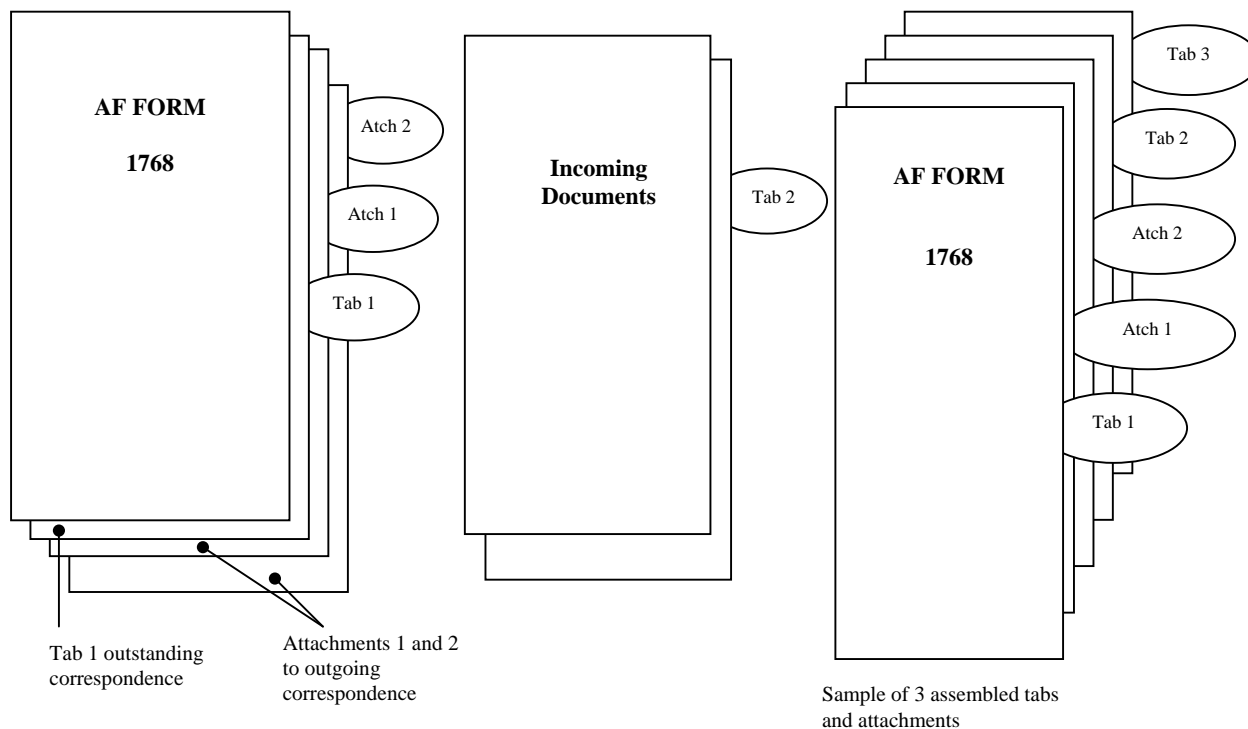 AF FORM
1768
Atch 2
Atch 1
Tab 1
Tab 1 outstanding
correspondence
Attachments 1 and 2
to outgoing
correspondence
Incoming
Documents
Tab 2
AF FORM
1768
Tab 3
Tab 2
Atch 2
Atch 1
Tab 1
Sample of 3 assembled tabs
and attachments